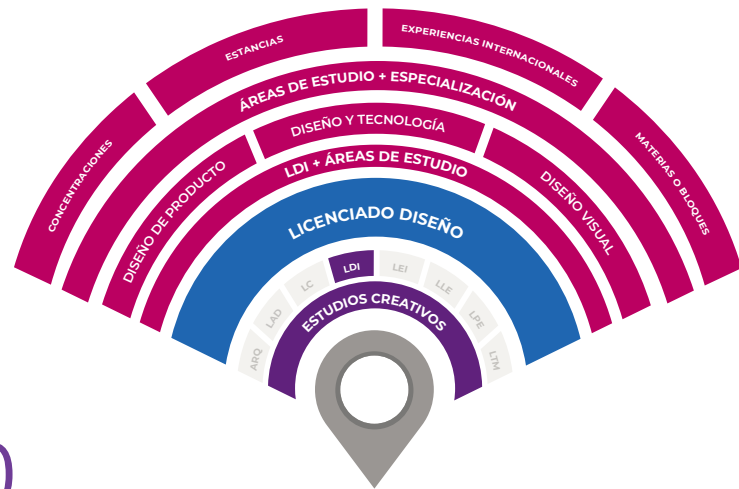 CONCENTRACIONES
ESTANCIAS
EXPERIENCIAS INTERNACIONALES
MATERIAS O BLOQUES
ÁREAS DE ESTUDIO + ESPECIALIZACIÓN
DISEÑO DE PRODUCTO
DISEÑO Y TECNOLOGÍA
DISEÑO VISUAL
LDI + ÁREAS DE ESTUDIO
LICENCIADO DISEÑO
ARQ
LAD
LC
LDI
LEI
LLE
LPE
LTM
ESTUDIOS CREATIVOS